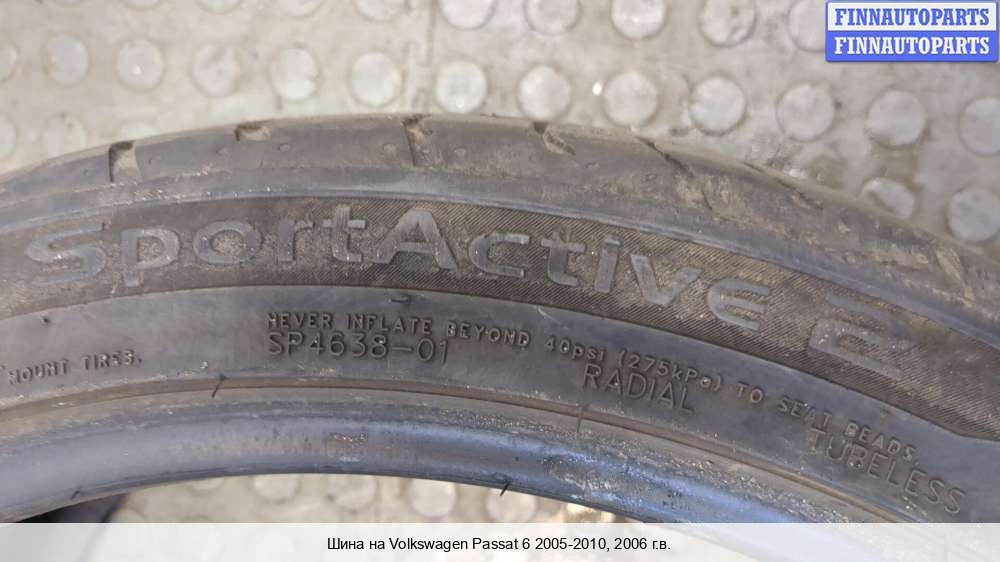 FINNAUTOPARTS
FINNAUTOPARTS
SportActive 2
NEVER INFLATE BEYOND 40psi (275kPa) TO SEAT BEADS.
MOUNT TIRES.
SP4638-01
RADIAL
TUBELESS
Шина на Volkswagen Passat 6 2005-2010, 2006 г.в.